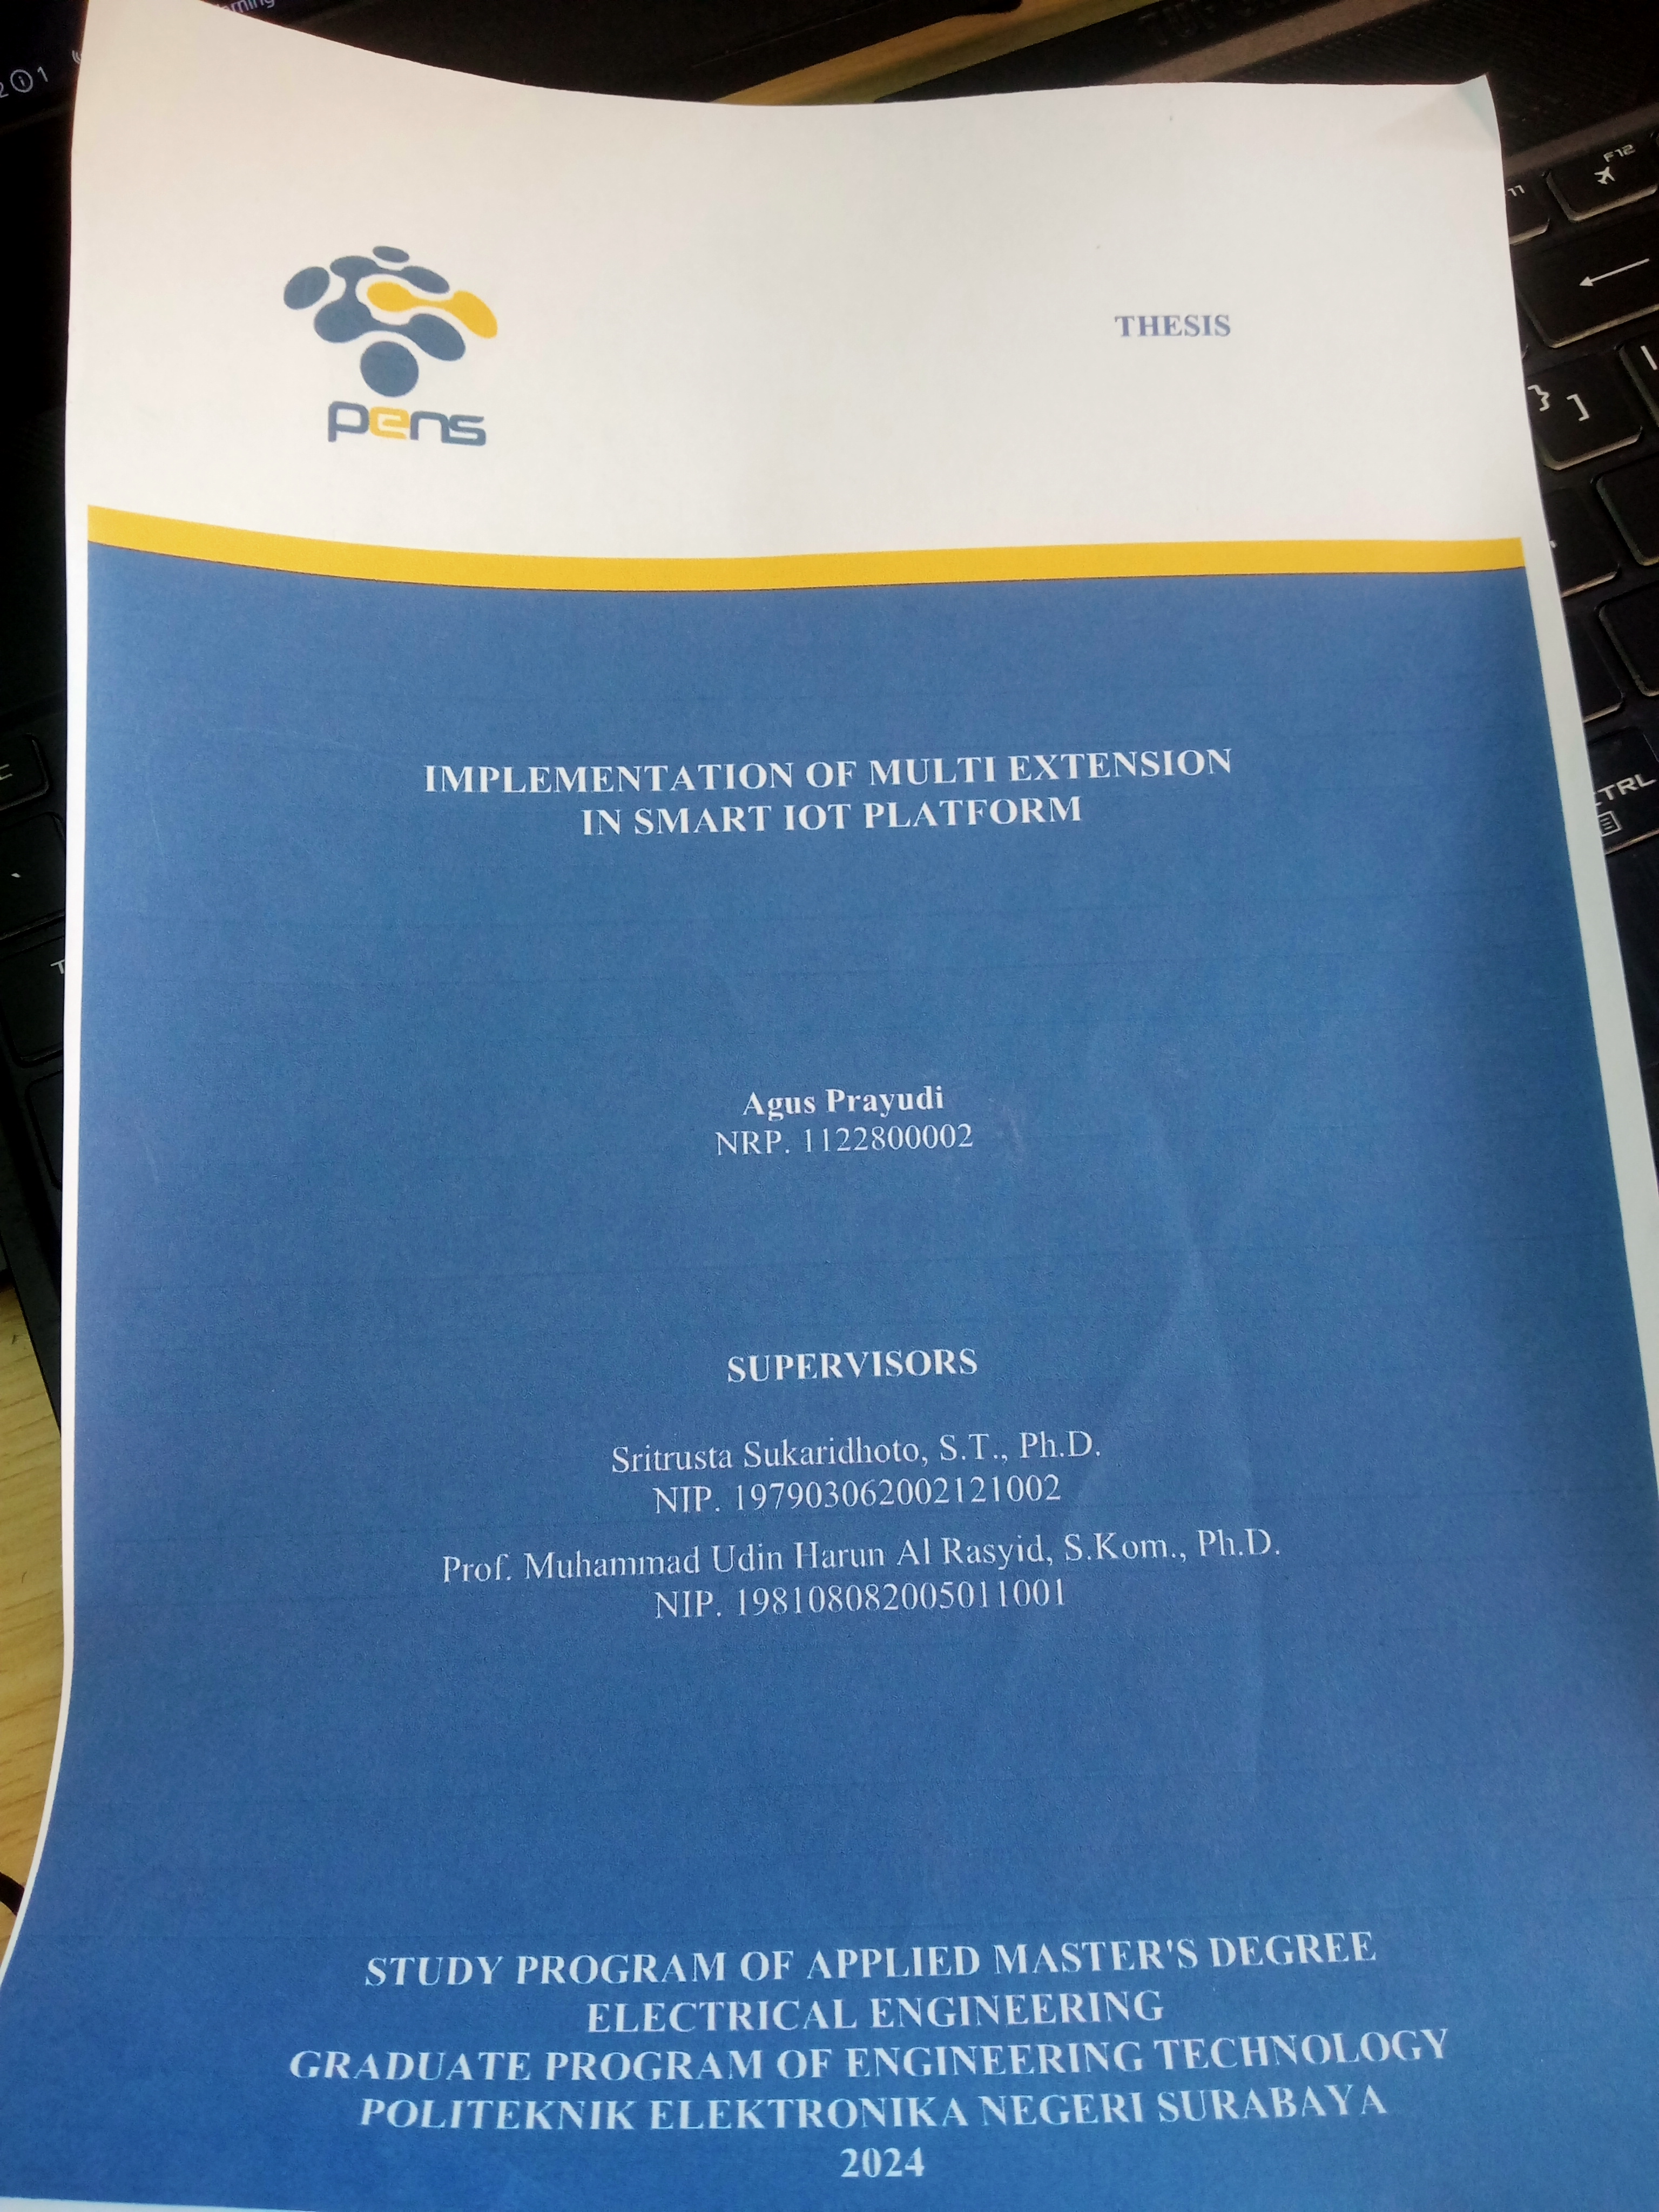 1
THESIS
pens
IMPLEMENTATION OF MULTI EXTENSION
IN SMART IOT PLATFORM
Agus Prayudi
NRP. 1122800002
SUPERVISORS
Sritrusta Sukaridhoto, S.T., Ph.D.
NIP. 197903062002121002
Prof. Muhammad Udin Harun Al Rasyid, S.Kom., Ph.D.
NIP. 198108082005011001
STUDY PROGRAM OF APPLIED MASTER'S DEGREE
ELECTRICAL ENGINEERING
GRADUATE PROGRAM OF ENGINEERING TECHNOLOGY
POLITEKNIK ELEKTRONIKA NEGERI SURABAYA
2024
F12
}
]